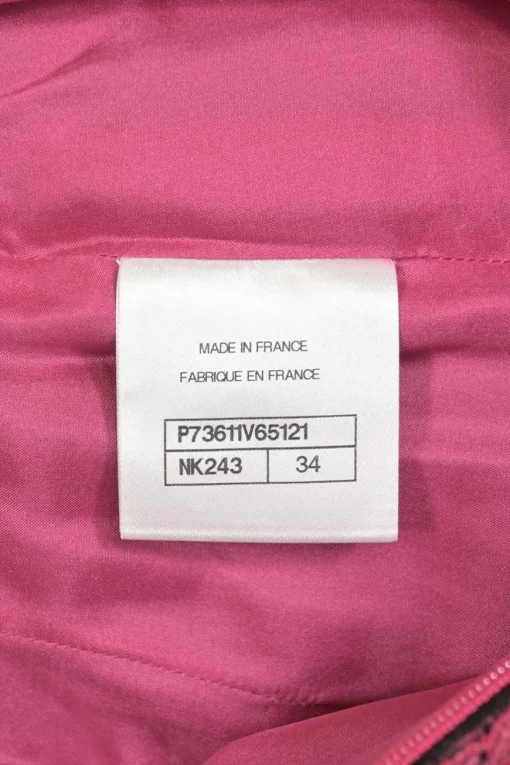 MADE IN FRANCE
FABRIQUE EN FRANCE
P73611V65121
NK243 34